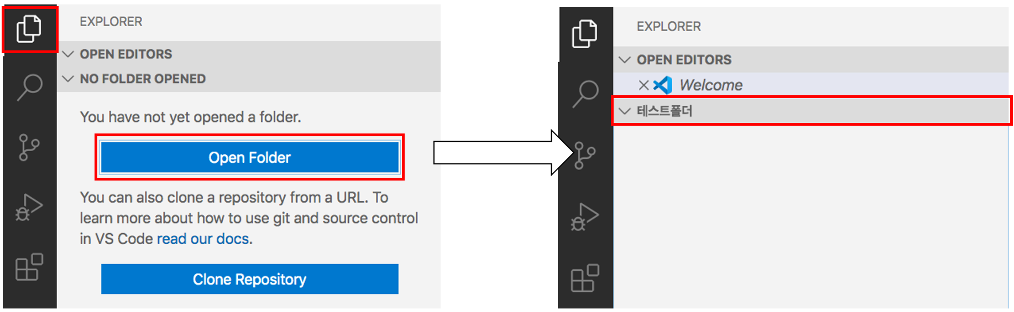 EXPLORER
OPEN EDITORS
NO FOLDER OPENED
You have not yet opened a folder.
Open Folder
You can also clone a repository from a URL. To
learn more about how to use git and source control
in VS Code read our docs.
Clone Repository
EXPLORER
OPEN EDITORS
Welcome
테스트폴더